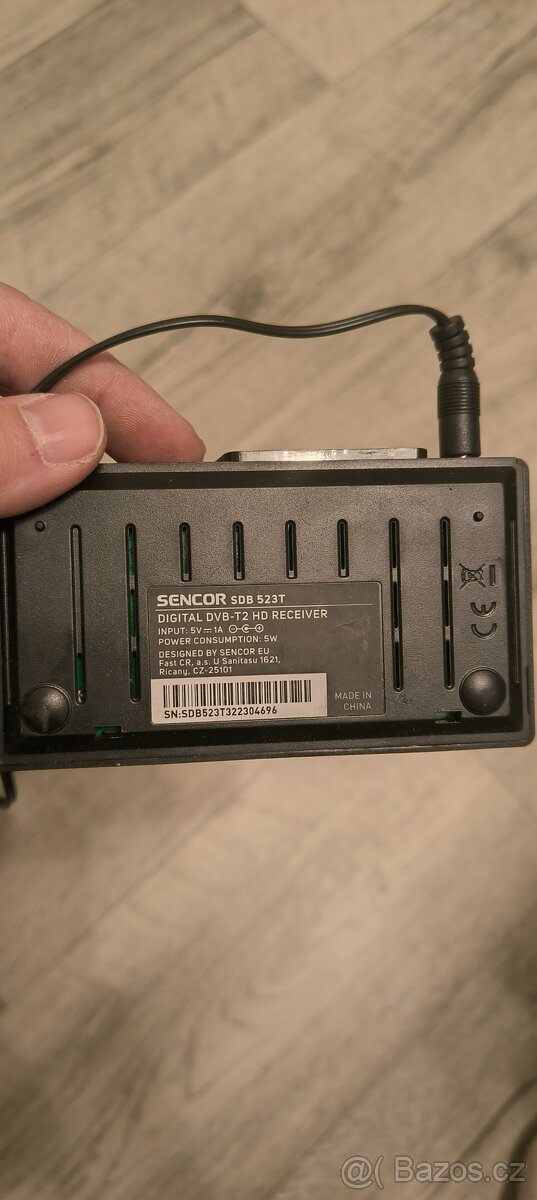 SENCOR SDB 523T
DIGITAL DVB-T2 HD RECEIVER
INPUT: 5V⎓1A
POWER CONSUMPTION: 5W
DESIGNED BY SENCOR EU
Fast CR, a.s. U Sanitasu 1621,
Ricany, CZ-25101
SN:SDB523T322304696
MADE IN
CHINA
CE
@( Bazos.cz